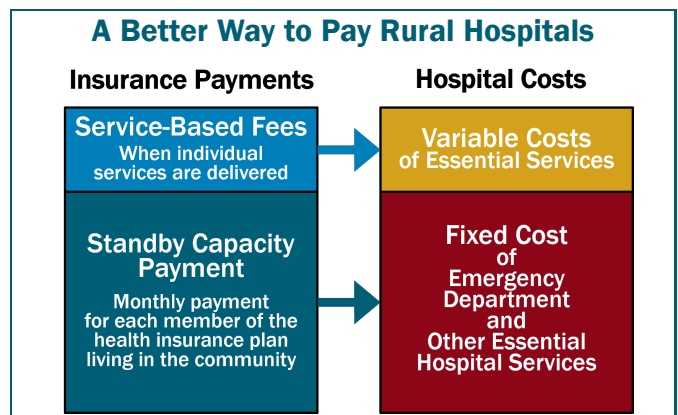 A Better Way to Pay Rural Hospitals
Insurance Payments
Service-Based Fees
When individual
services are delivered
Standby Capacity
Payment
Monthly payment
for each member of the
health insurance plan
living in the community
Hospital Costs
Variable Costs
of Essential Services
Fixed Cost
of
Emergency
Department
and
Other Essential
Hospital Services